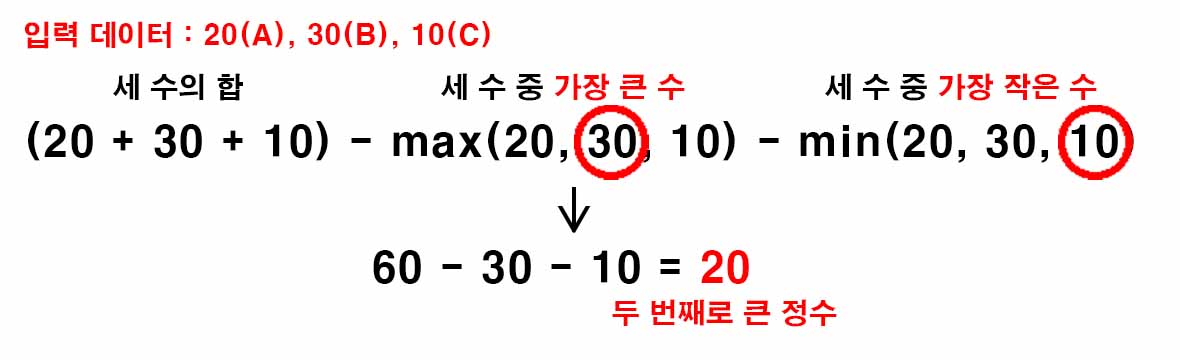 입력 데이터 : 20(A), 30(B), 10(C)
세 수의 합 세 수 중 가장 큰 수 세 수 중 가장 작은 수
(20 + 30 + 10) - max(20, 30, 10) - min(20, 30, 10)
60 - 30 - 10 = 20
두 번째로 큰 정수